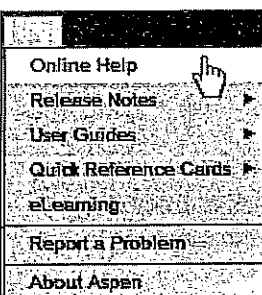 Online Help
Release Notes
User Guides
Quick Reference Cards
eLearning
Report a Problem
About Aspen